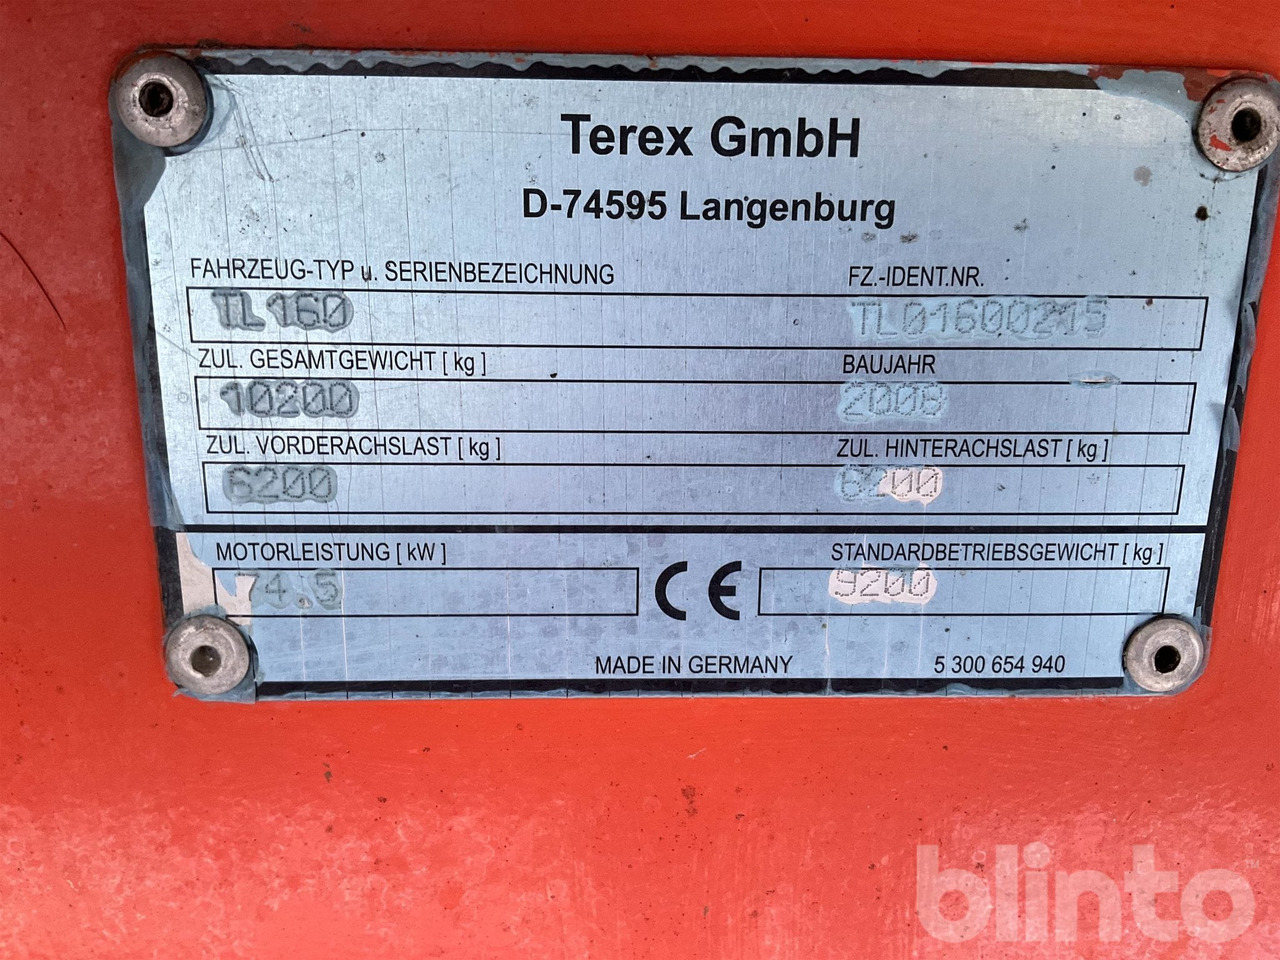 Terex GmbH
D-74595 Langenburg
FAHRZEUG-TYP u. SERIENBEZEICHNUNG FZ.-IDENT.NR.
TL 160 TL01600215
ZUL. GESAMTGEWICHT [ kg ] BAUJAHR
10200 2008
ZUL. VORDERACHSLAST [ kg ] ZUL. HINTERACHSLAST [ kg ]
6200 6200
MOTORLEISTUNG [ kW ] STANDARDBETRIEBSGEWICHT [ kg ]
74.5 CE 9200
MADE IN GERMANY 5 300 654 940
blinto